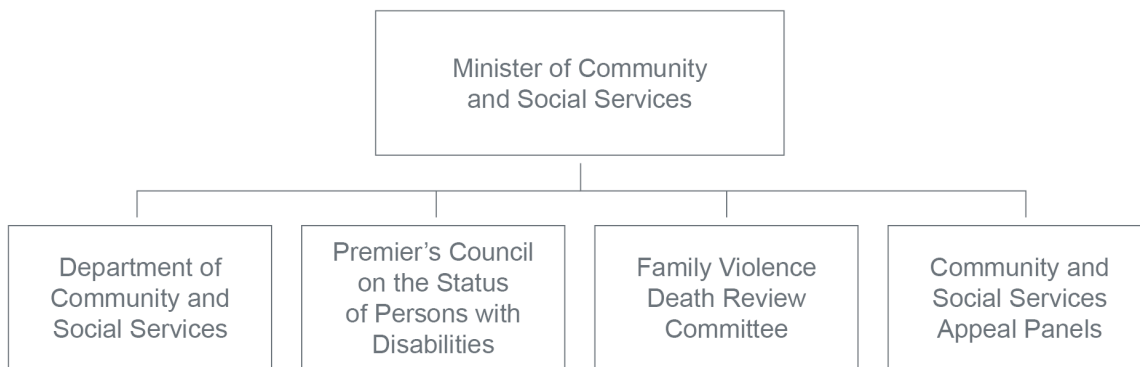 Minister of Community
and Social Services
Department of
Community and
Social Services
Premier’s Council
on the Status
of Persons with
Disabilities
Family Violence
Death Review
Committee
Community and
Social Services
Appeal Panels